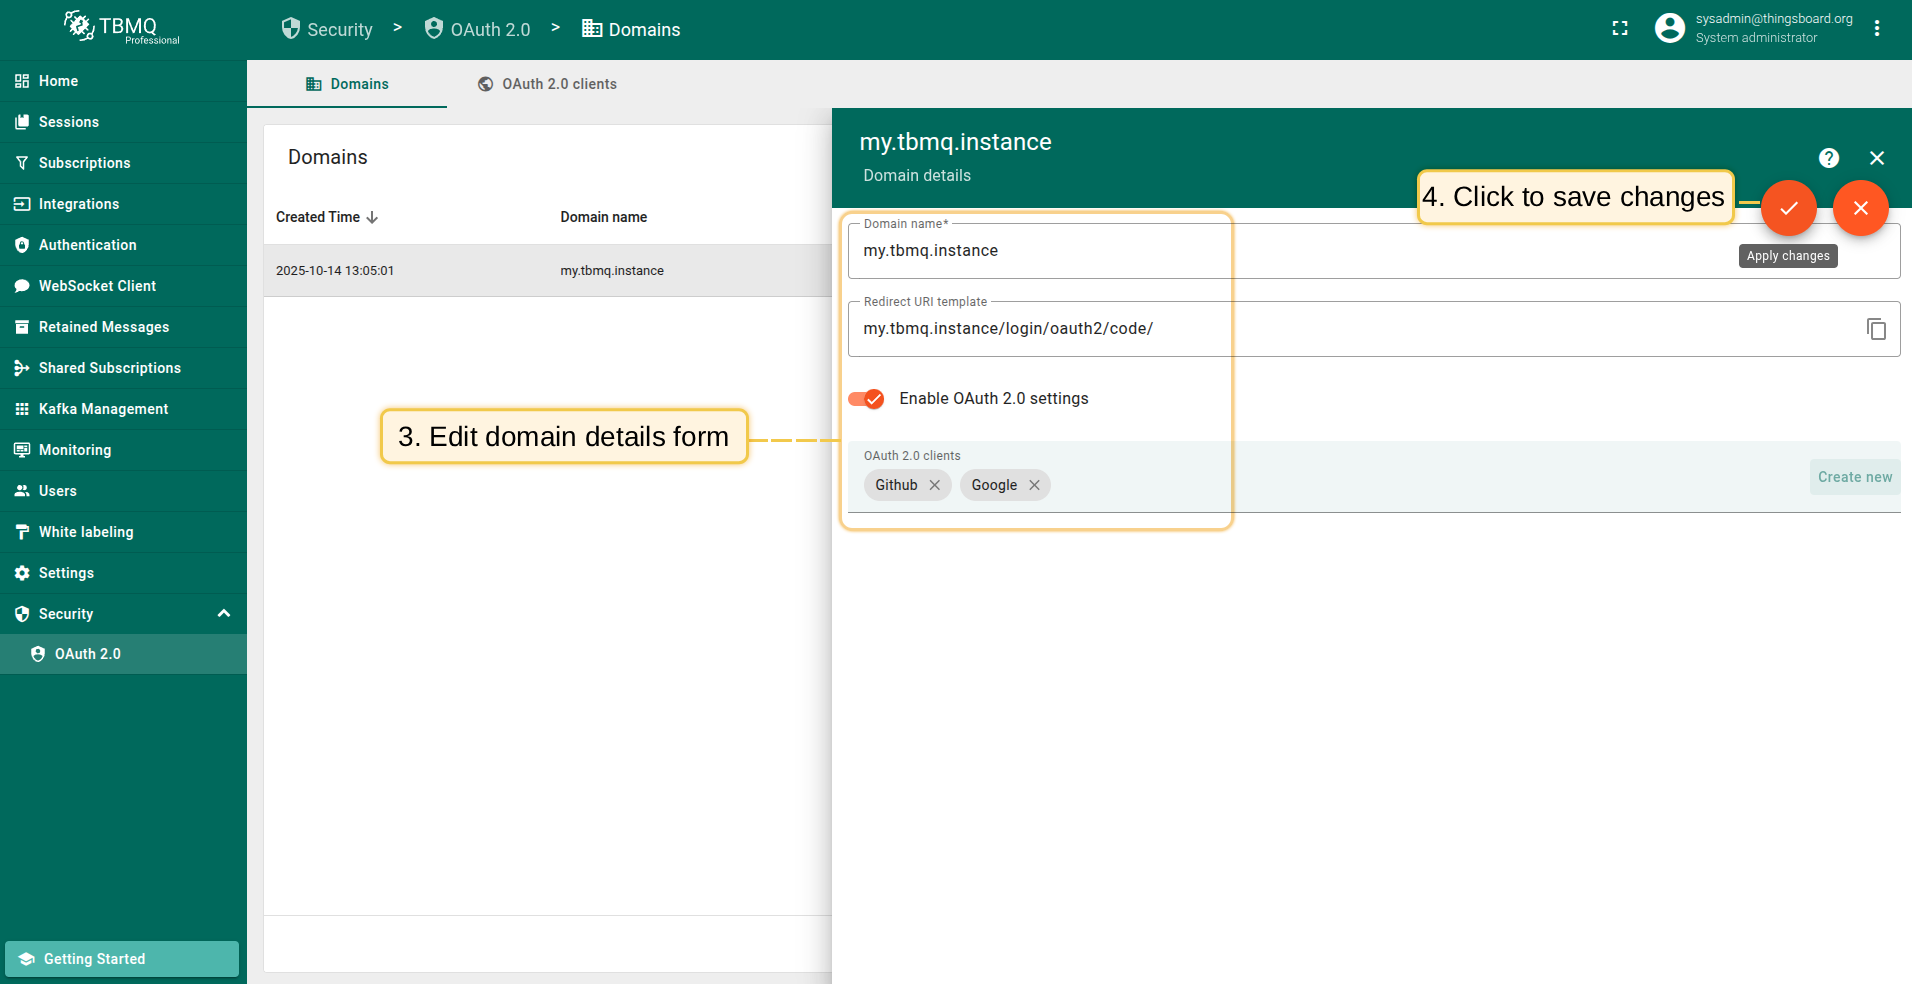 TBMQ
Professional
Security > OAuth 2.0 > Domains
sysadmin@thingsboard.org
System administrator
Home
Sessions
Subscriptions
Integrations
Authentication
WebSocket Client
Retained Messages
Shared Subscriptions
Kafka Management
Monitoring
Users
White labeling
Settings
Security
OAuth 2.0
Getting Started
Domains
OAuth 2.0 clients
Domains
Created Time
Domain name
2025-10-14 13:05:01
my.tbmq.instance
3. Edit domain details form
my.tbmq.instance
Domain details
4. Click to save changes
Apply changes
Domain name*
my.tbmq.instance
Redirect URI template
my.tbmq.instance/login/oauth2/code/
Enable OAuth 2.0 settings
OAuth 2.0 clients
Github
Google
Create new